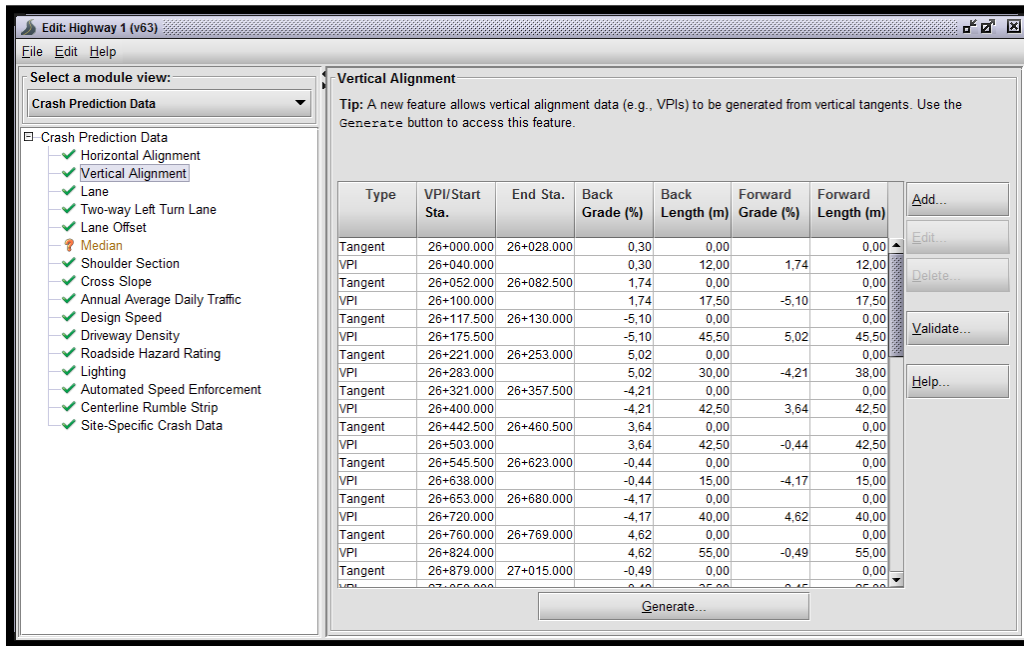 Edit: Highway 1 (v63)
File Edit Help
Select a module view:
Crash Prediction Data
Crash Prediction Data
Horizontal Alignment
Vertical Alignment
Lane
Two-way Left Turn Lane
Lane Offset
Median
Shoulder Section
Cross Slope
Annual Average Daily Traffic
Design Speed
Driveway Density
Roadside Hazard Rating
Lighting
Automated Speed Enforcement
Centerline Rumble Strip
Site-Specific Crash Data
Vertical Alignment
Tip: A new feature allows vertical alignment data (e.g., VPIs) to be generated from vertical tangents. Use the
Generate button to access this feature.
Type VPI/Start Sta. End Sta. Back Grade (%) Back Length (m) Forward Grade (%) Forward Length (m)
Tangent 26+000.000 26+028.000 0,30 0,00 0,00
VPI 26+040.000 0,30 12,00 1,74 12,00
Tangent 26+052.000 26+082.500 1,74 0,00 0,00
VPI 26+100.000 1,74 17,50 -5,10 17,50
Tangent 26+117.500 26+130.000 -5,10 0,00 0,00
VPI 26+175.500 -5,10 45,50 5,02 45,50
Tangent 26+221.000 26+253.000 5,02 0,00 0,00
VPI 26+283.000 5,02 30,00 -4,21 38,00
Tangent 26+321.000 26+357.500 -4,21 0,00 0,00
VPI 26+400.000 -4,21 42,50 3,64 42,50
Tangent 26+442.500 26+460.500 3,64 0,00 0,00
VPI 26+503.000 3,64 42,50 -0,44 42,50
Tangent 26+545.500 26+623.000 -0,44 0,00 0,00
VPI 26+638.000 -0,44 15,00 -4,17 15,00
Tangent 26+653.000 26+680.000 -4,17 0,00 0,00
VPI 26+720.000 -4,17 40,00 4,62 40,00
Tangent 26+760.000 26+769.000 4,62 0,00 0,00
VPI 26+824.000 4,62 55,00 -0,49 55,00
Tangent 26+879.000 27+015.000 -0,49 0,00 0,00
Add...
Edit...
Delete...
Validate...
Help...
Generate...